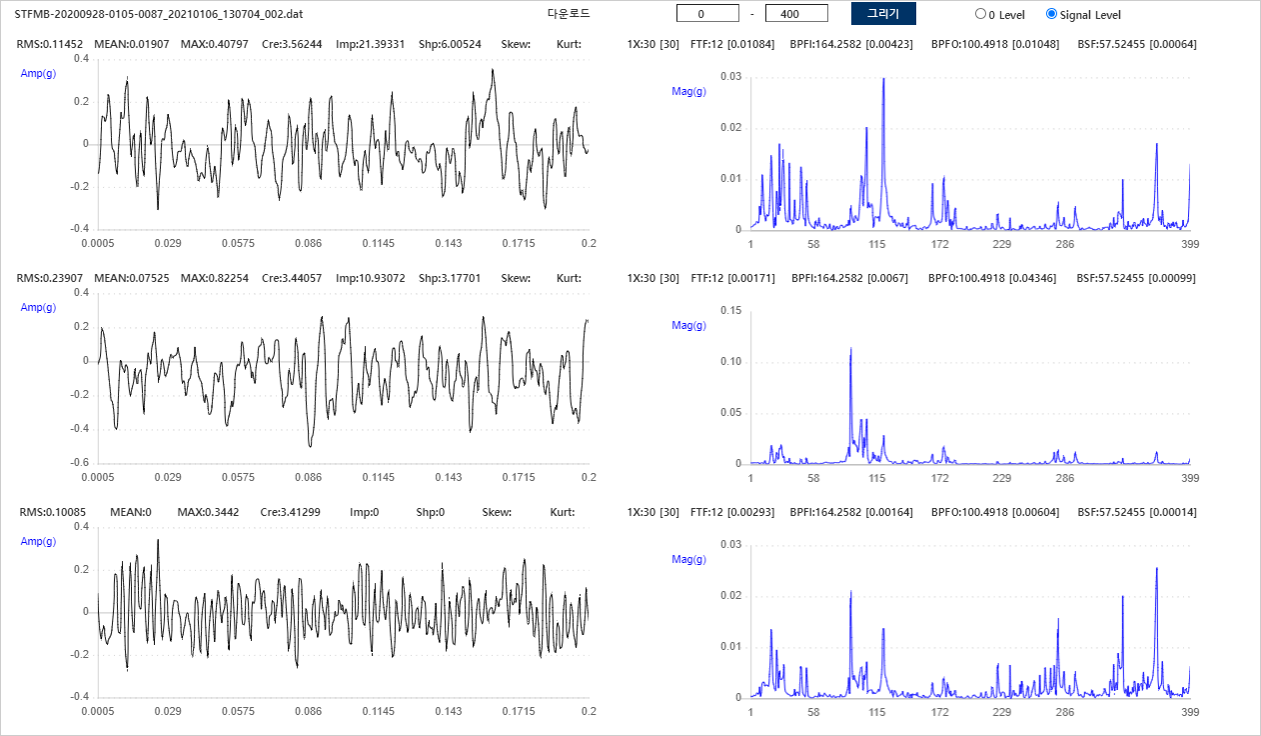 STFMB-20200928-0105-0087_20210106_130704_002.dat 다운로드 0 - 400 그리기 0 Level Signal Level
RMS:0.11452 MEAN:0.01907 MAX:0.40797 Cre:3.56244 Imp:21.39331 Shp:6.00524 Skew: Kurt:
Amp(g)
0.4
0.2
0
-0.2
-0.4
0.0005 0.029 0.0575 0.086 0.1145 0.143 0.1715 0.2
1X:30 [30] FTF:12 [0.01084] BPFI:164.2582 [0.00423] BPFO:100.4918 [0.01048] BSF:57.52455 [0.00064]
Mag(g)
0.03
0.02
0.01
0
1 58 115 172 229 286 399
RMS:0.23907 MEAN:0.07525 MAX:0.82254 Cre:3.44057 Imp:10.93072 Shp:3.17701 Skew: Kurt:
Amp(g)
0.4
0.2
0
-0.2
-0.4
-0.6
0.0005 0.029 0.0575 0.086 0.1145 0.143 0.1715 0.2
1X:30 [30] FTF:12 [0.00171] BPFI:164.2582 [0.0067] BPFO:100.4918 [0.04346] BSF:57.52455 [0.00099]
Mag(g)
0.15
0.10
0.05
0
1 58 115 172 229 286 399
RMS:0.10085 MEAN:0 MAX:0.3442 Cre:3.41299 Imp:0 Shp:0 Skew: Kurt:
Amp(g)
0.4
0.2
0
-0.2
-0.4
0.0005 0.029 0.0575 0.086 0.1145 0.143 0.1715 0.2
1X:30 [30] FTF:12 [0.00293] BPFI:164.2582 [0.00164] BPFO:100.4918 [0.00604] BSF:57.52455 [0.00014]
Mag(g)
0.03
0.02
0.01
0
1 58 115 172 229 286 399